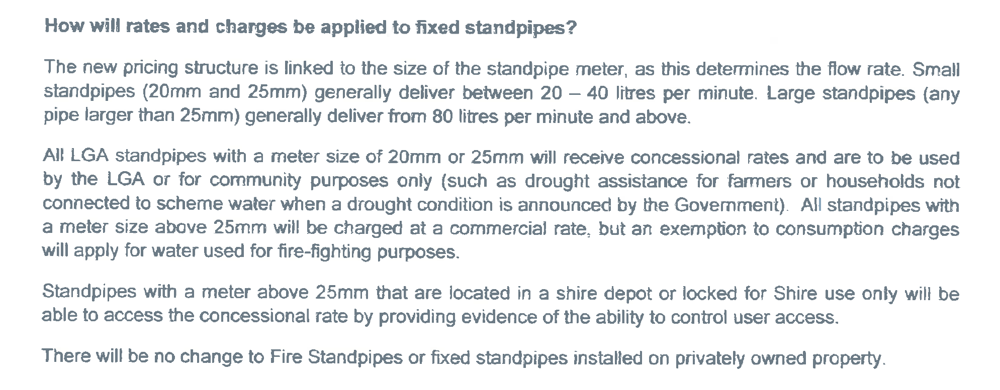 How will rates and charges be applied to fixed standpipes?
The new pricing structure is linked to the size of the standpipe meter, as this determines the flow rate. Small
standpipes (20mm and 25mm) generally deliver between 20 – 40 litres per minute. Large standpipes (any
pipe larger than 25mm) generally deliver from 80 litres per minute and above.
All LGA standpipes with a meter size of 20mm or 25mm will receive concessional rates and are to be used
by the LGA or for community purposes only (such as drought assistance for farmers or households not
connected to scheme water when a drought condition is announced by the Government).  All standpipes with
a meter size above 25mm will be charged at a commercial rate, but an exemption to consumption charges
will apply for water used for fire-fighting purposes.
Standpipes with a meter above 25mm that are located in a shire depot or locked for Shire use only will be
able to access the concessional rate by providing evidence of the ability to control user access.
There will be no change to Fire Standpipes or fixed standpipes installed on privately owned property.